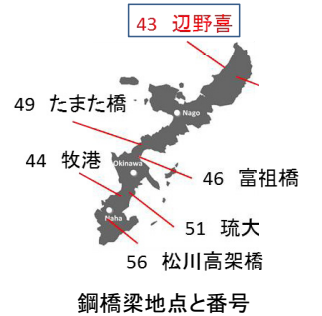 43 辺野喜
49 たまた橋
Nago
44 牧港
Okinawa
46 富祖橋
Naha
51 琉大
56 松川高架橋
鋼橋梁地点と番号